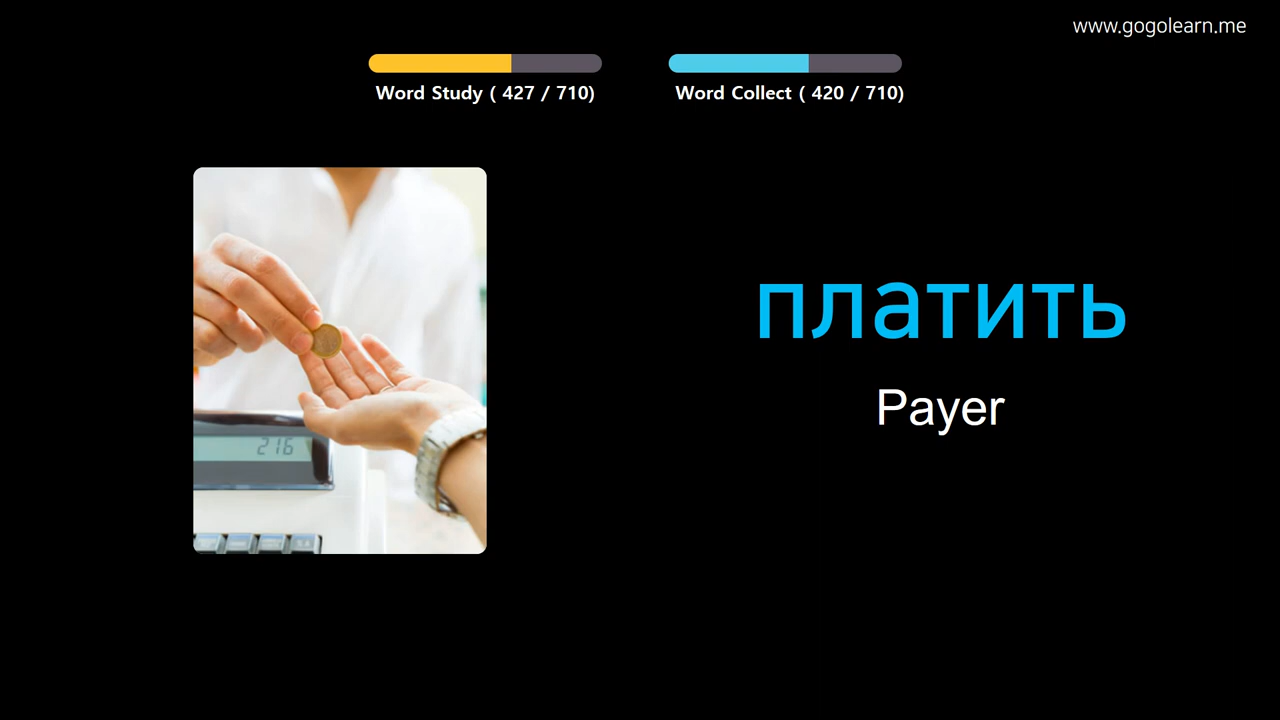 www.gogolearn.me
Word Study ( 427 / 710)
Word Collect ( 420 / 710)
платить
Payer
216